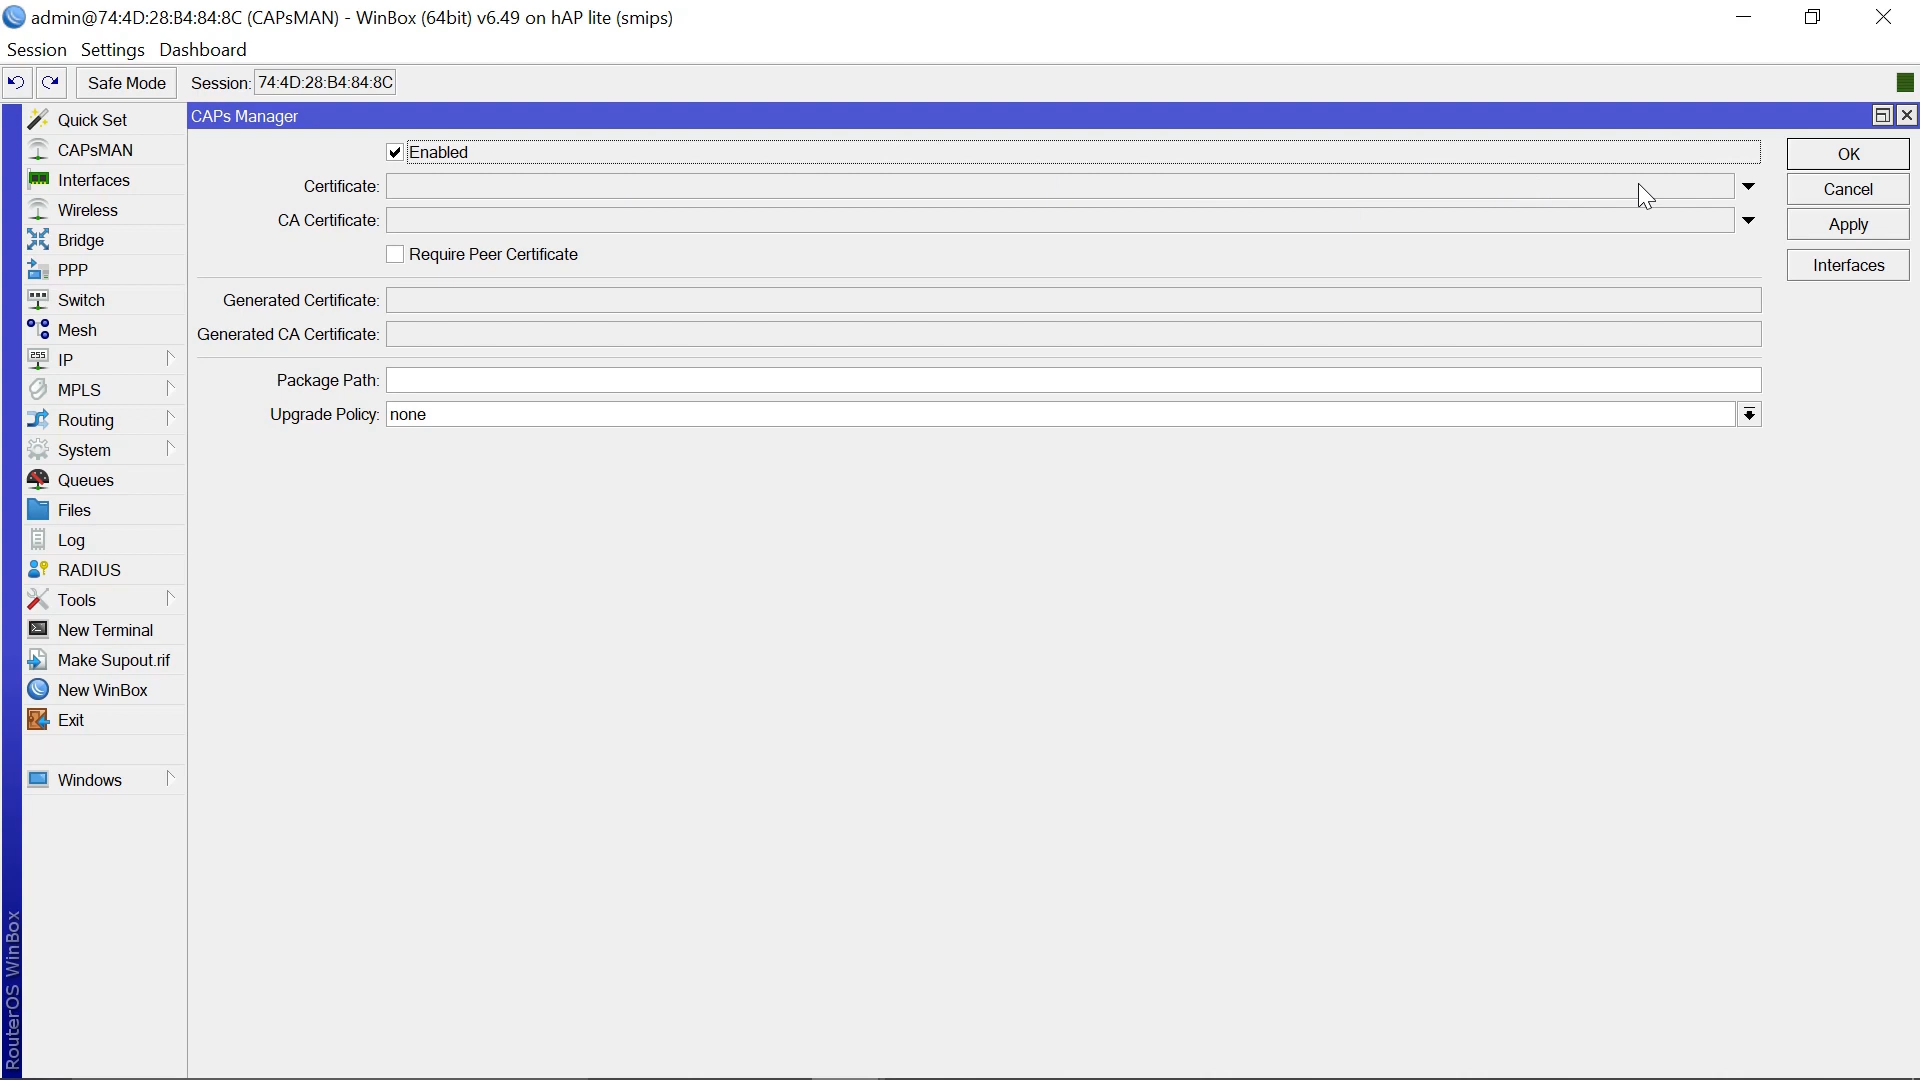 admin@74:4D:28:B4:84:8C (CAPsMAN) - WinBox (64bit) v6.49 on hAP lite (smips)
Session Settings Dashboard
Safe Mode Session: 74:4D:28:B4:84:8C
Quick Set
CAPsMAN
Interfaces
Wireless
Bridge
PPP
Switch
Mesh
IP
MPLS
Routing
System
Queues
Files
Log
RADIUS
Tools
New Terminal
Make Supout.rif
New WinBox
Exit
Windows
RouterOS WinBox
CAPs Manager
Enabled
Certificate:
CA Certificate:
Require Peer Certificate
Generated Certificate:
Generated CA Certificate:
Package Path:
Upgrade Policy: none
OK
Cancel
Apply
Interfaces